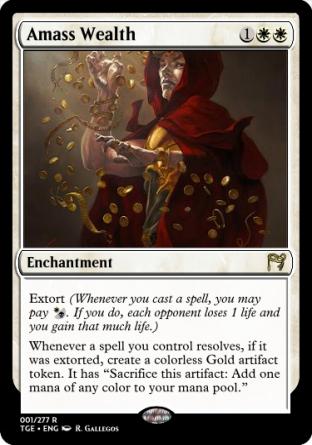 Amass Wealth 1
Enchantment
Extort (Whenever you cast a spell, you may
pay . If you do, each opponent loses 1 life and
you gain that much life.)
Whenever a spell you control resolves, if it
was extorted, create a colorless Gold artifact
token. It has “Sacrifice this artifact: Add one
mana of any color to your mana pool.”
001/277 R
TGE • ENG R. Gallegos